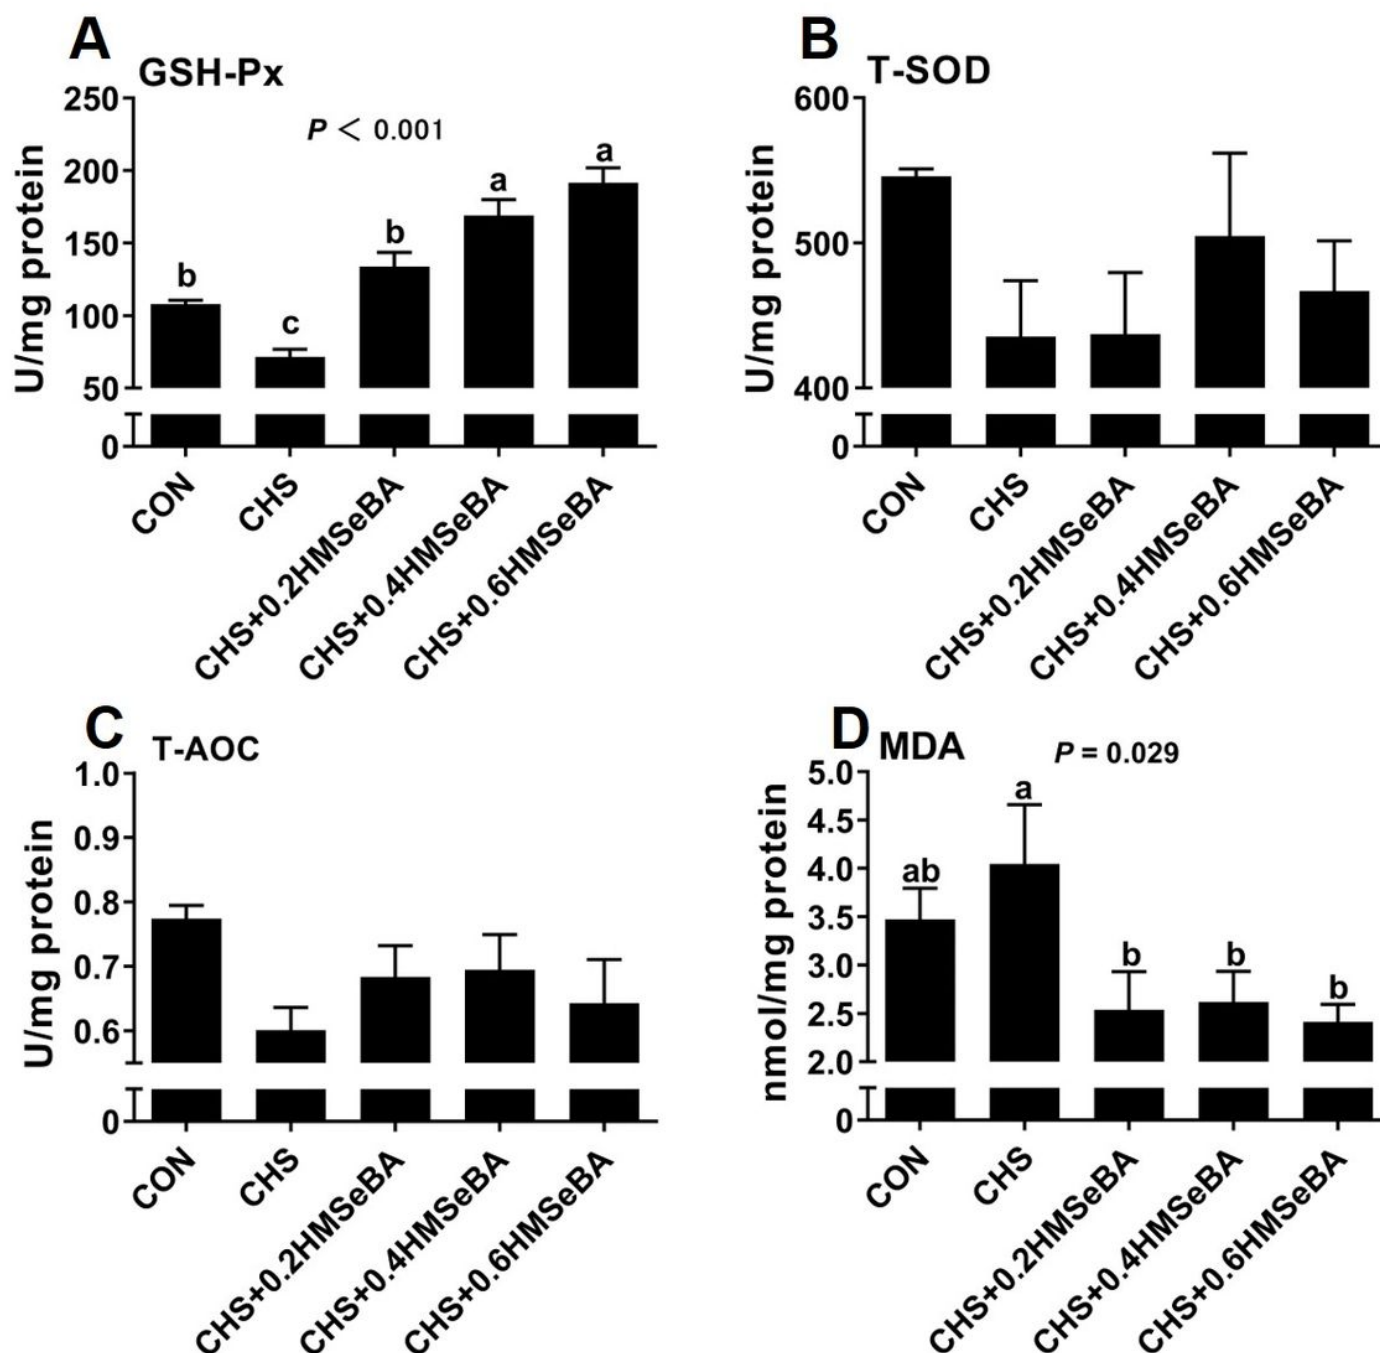 A
GSH-Px
P < 0.001
U/mg protein
250
200
150
100
50
0
b
c
b
a
a
CON
CHS
CHS+0.2HMSeBA
CHS+0.4HMSeBA
CHS+0.6HMSeBA
B
T-SOD
U/mg protein
600
500
400
0
CON
CHS
CHS+0.2HMSeBA
CHS+0.4HMSeBA
CHS+0.6HMSeBA
C
T-AOC
U/mg protein
1.0
0.9
0.8
0.7
0.6
0
CON
CHS
CHS+0.2HMSeBA
CHS+0.4HMSeBA
CHS+0.6HMSeBA
D
MDA
P = 0.029
nmol/mg protein
5.0
4.5
4.0
3.5
3.0
2.5
2.0
0
ab
a
b
b
b
CON
CHS
CHS+0.2HMSeBA
CHS+0.4HMSeBA
CHS+0.6HMSeBA